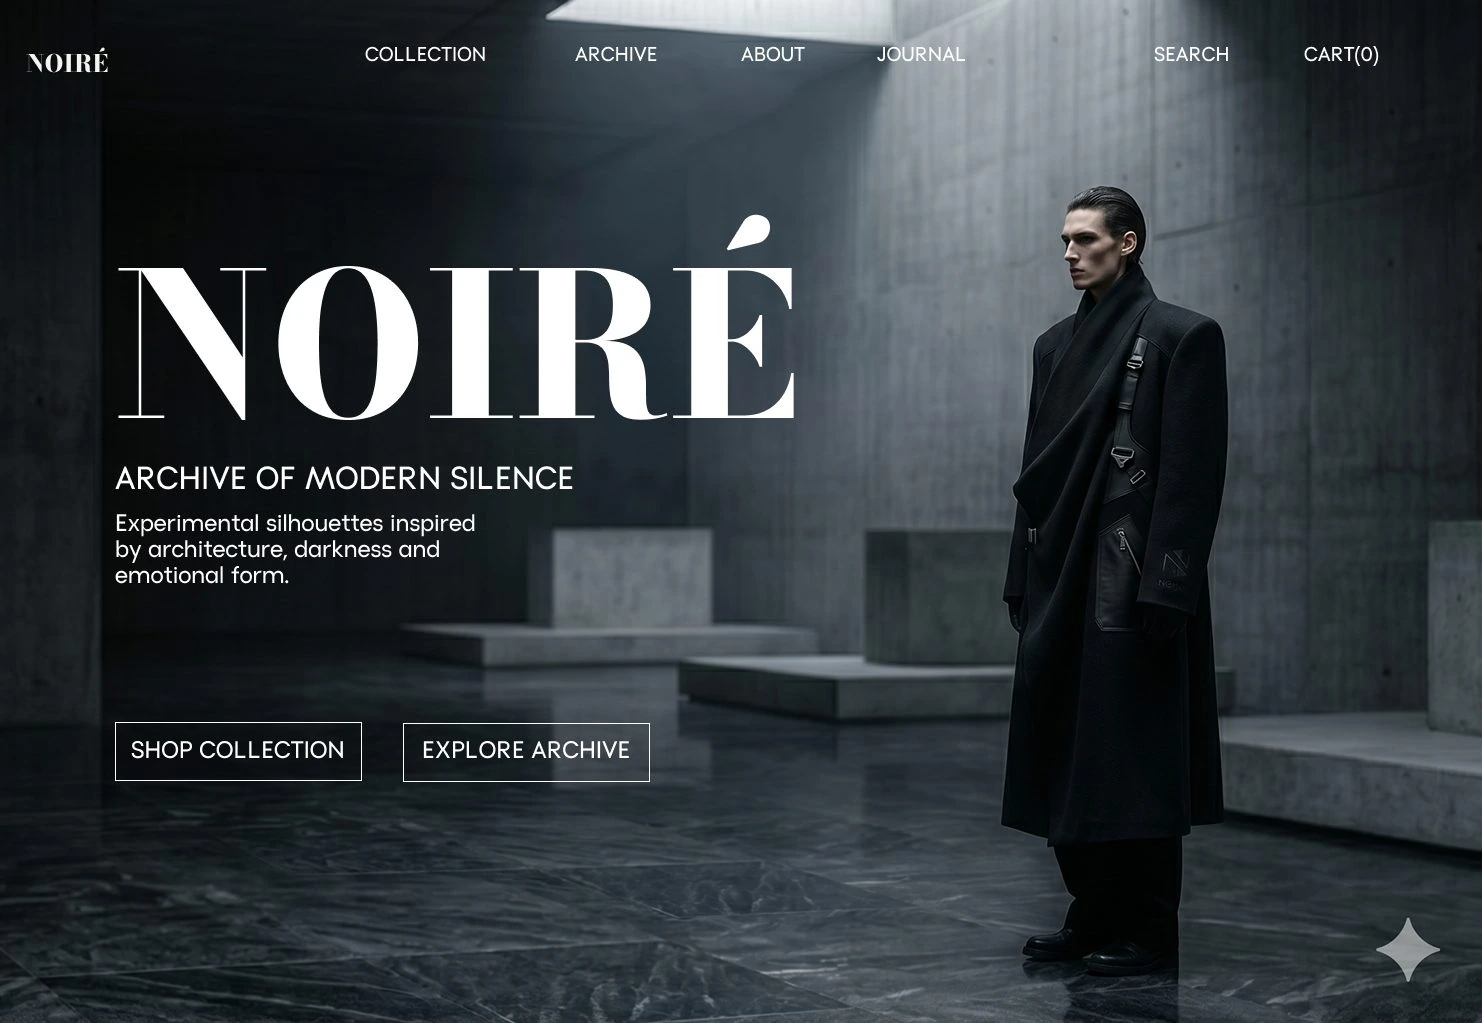 NOIRÉ
COLLECTION ARCHIVE ABOUT JOURNAL SEARCH CART(0)
NOIRÉ
ARCHIVE OF MODERN SILENCE
Experimental silhouettes inspired
by architecture, darkness and
emotional form.
SHOP COLLECTION EXPLORE ARCHIVE